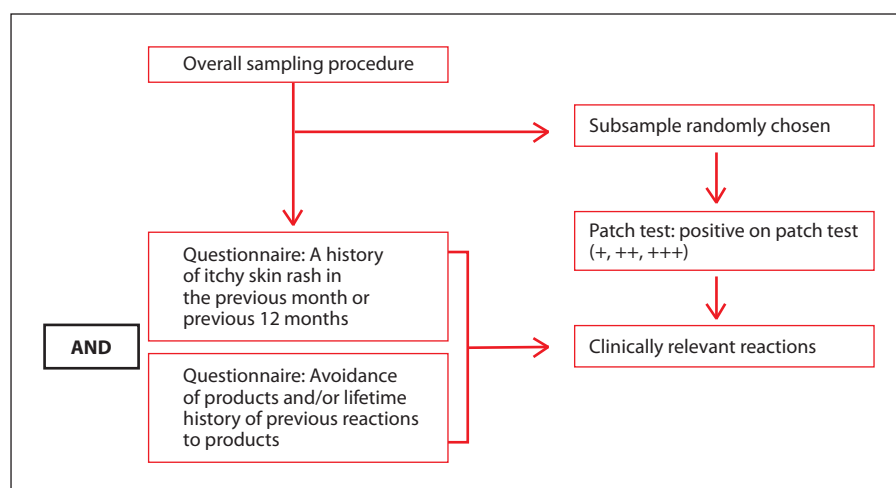 Overall sampling procedure
Subsample randomly chosen
Patch test: positive on patch test
(+, ++, +++)
Questionnaire: A history
of itchy skin rash in
the previous month or
previous 12 months
AND
Clinically relevant reactions
Questionnaire: Avoidance
of products and/or lifetime
history of previous reactions
to products